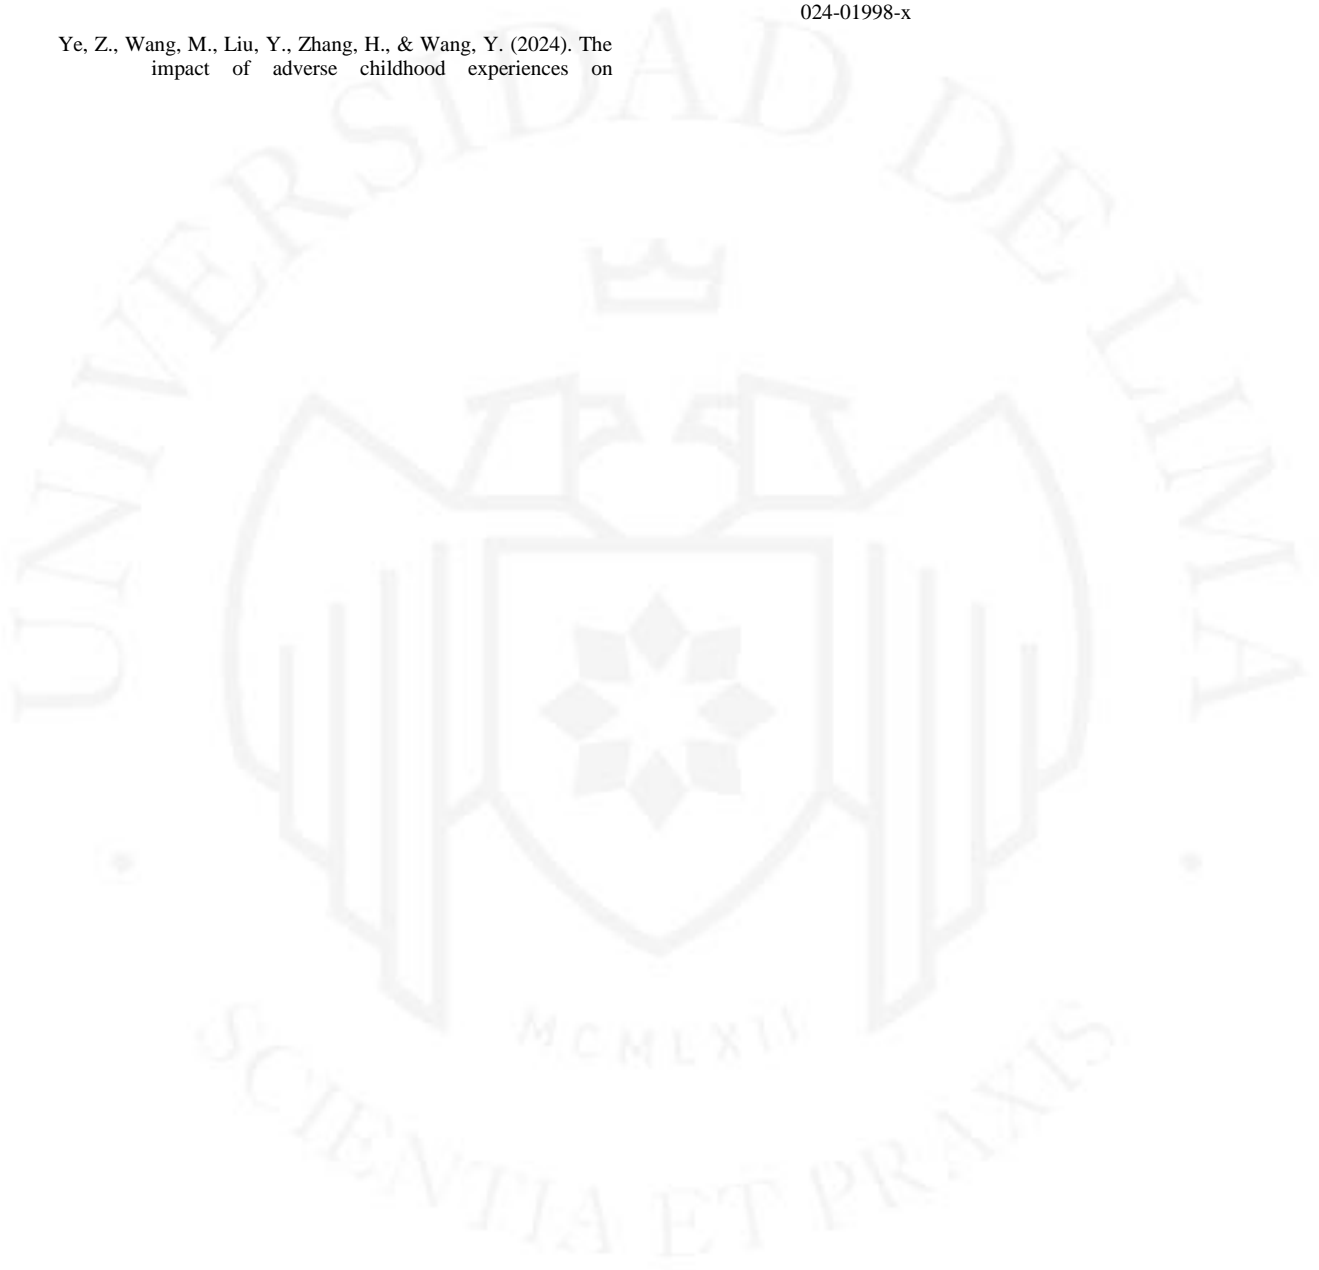 Ye, Z., Wang, M., Liu, Y., Zhang, H., & Wang, Y. (2024). The
impact of adverse childhood experiences on
024-01998-x
UNIVERSIDAD DE LIMA
MCMLXII
SCIENTIA ET PRAXIS